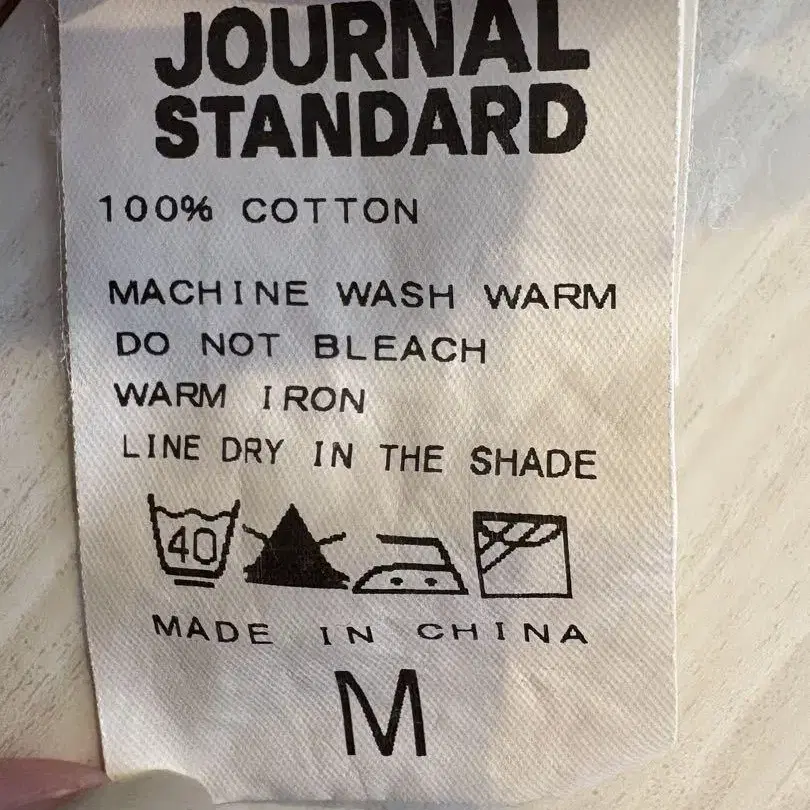 JOURNAL
STANDARD
100% COTTON
MACHINE WASH WARM
DO NOT BLEACH
WARM IRON
LINE DRY IN THE SHADE
40
MADE IN CHINA
M